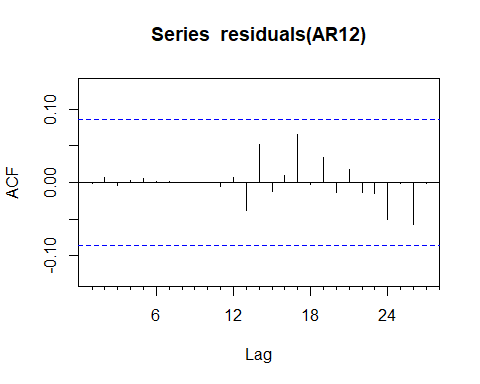 Series residuals(AR12)
ACF
0.10
0.00
-0.10
6 12 18 24
Lag